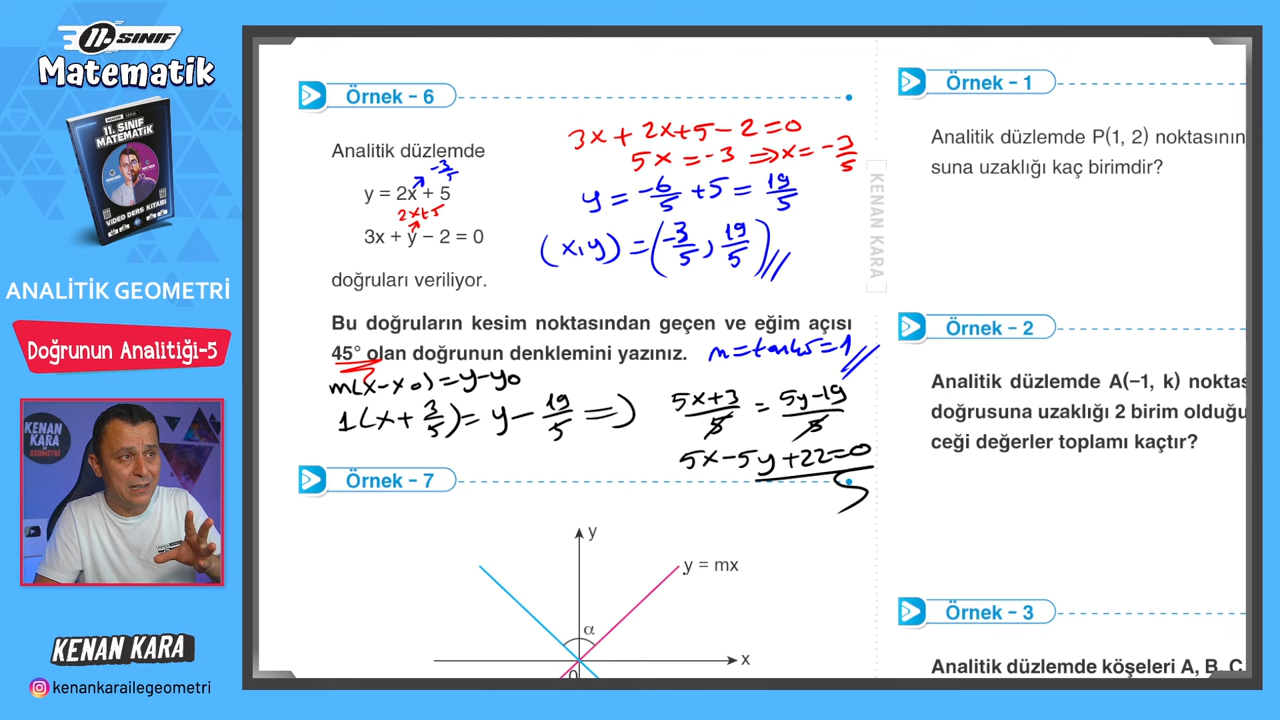 11. SINIF
Matematik
11. SINIF
MATEMATİK
VİDEO DERS KİTABI
ANALİTİK GEOMETRİ
Doğrunun Analitiği-5
KENAN
KARA
GEOMETRİ
KENAN KARA
kenankarailegeometri
Örnek - 6
Analitik düzlemde
-3/5
y = 2x + 5
2x+5
3x + y − 2 = 0
doğruları veriliyor.
3x + 2x+5-2=0
5x = -3 => x = -3/5
y = -6/5 + 5 = 19/5
(x,y) = (-3/5, 19/5)//
Bu doğruların kesim noktasından geçen ve eğim açısı
45° olan doğrunun denklemini yazınız.
m=tan45=1//
m(x-x0)=y-y0
1(x+3/5)=y-19/5 =>
5x+3/5 = 5y-19/5
5x-5y+22=0
Örnek - 7
y
y = mx
α
x
0
KENAN KARA
Örnek - 1
Analitik düzlemde P(1, 2) noktasının
suna uzaklığı kaç birimdir?
Örnek - 2
Analitik düzlemde A(–1, k) noktas
doğrusuna uzaklığı 2 birim olduğu
ceği değerler toplamı kaçtır?
Örnek - 3
Analitik düzlemde köşeleri A, B, C